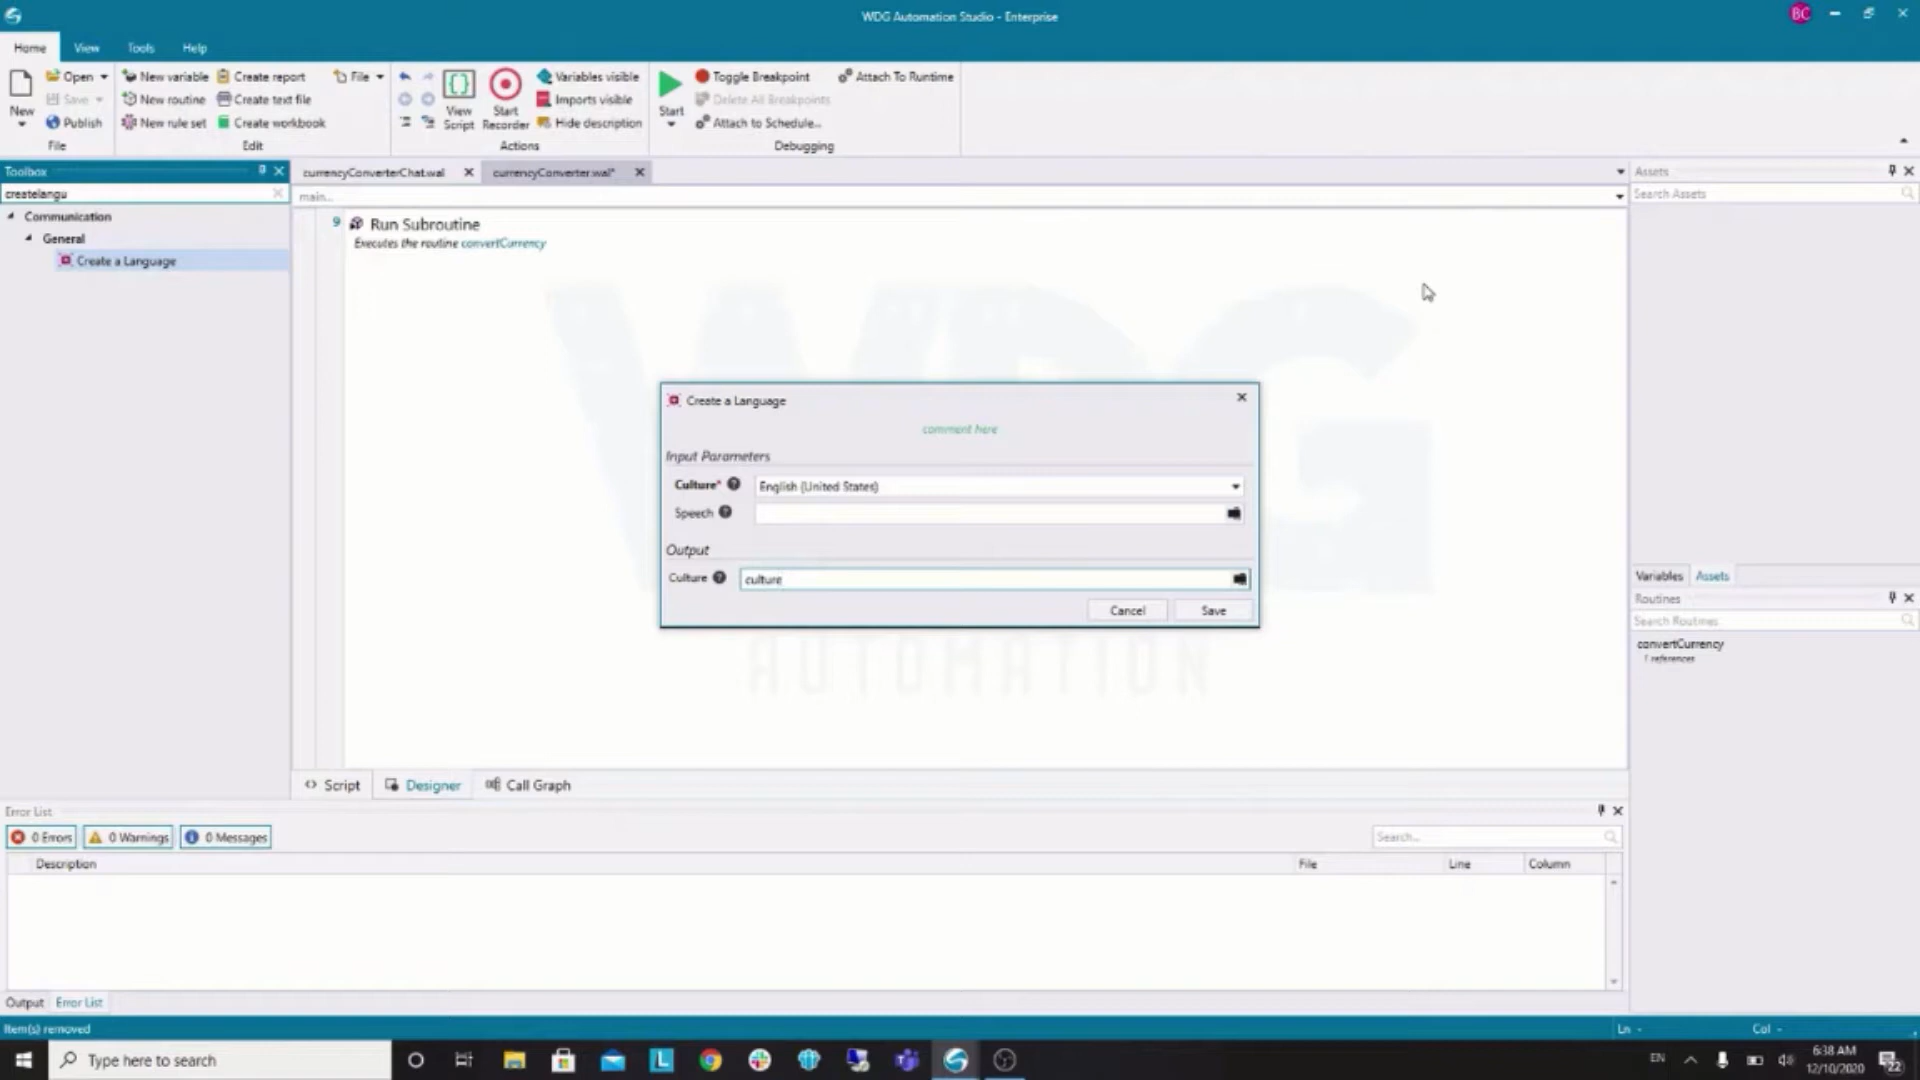 WDG Automation Studio - Enterprise
BC
Home View Tools Help
New
Open
Save
Publish
File
New variable
New routine
New rule set
Create report
Create text file
Create workbook
File
Edit
View Script
Start Recorder
Variables visible
Imports visible
Hide description
Actions
Start
Toggle Breakpoint
Delete All Breakpoints
Attach to Schedule...
Attach To Runtime
Debugging
Toolbox
createlangu
Communication
General
Create a Language
currencyConverterChat.wal
currencyConverter.wal*
main...
9 Run Subroutine
Executes the routine convertCurrency
WDG
AUTOMATION
Create a Language
comment here
Input Parameters
Culture* English (United States)
Speech
Output
Culture culture
Cancel Save
Script Designer Call Graph
Assets
Search Assets
Variables Assets
Routines
Search Routines
convertCurrency
1 references
Error List
0 Errors 0 Warnings 0 Messages
Search...
Description File Line Column
Output Error List
Item(s) removed
Ln - Col -
Type here to search
EN
6:38 AM
12/10/2020
22